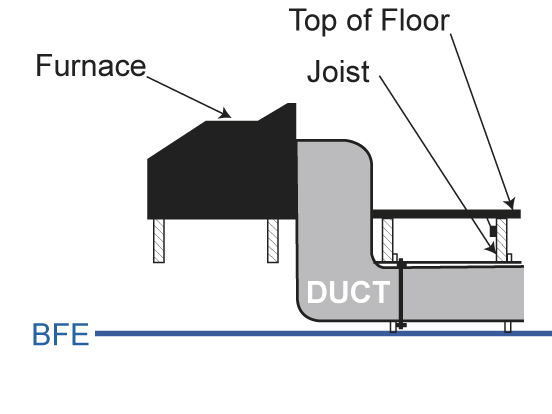 Top of Floor
Furnace
Joist
DUCT
BFE